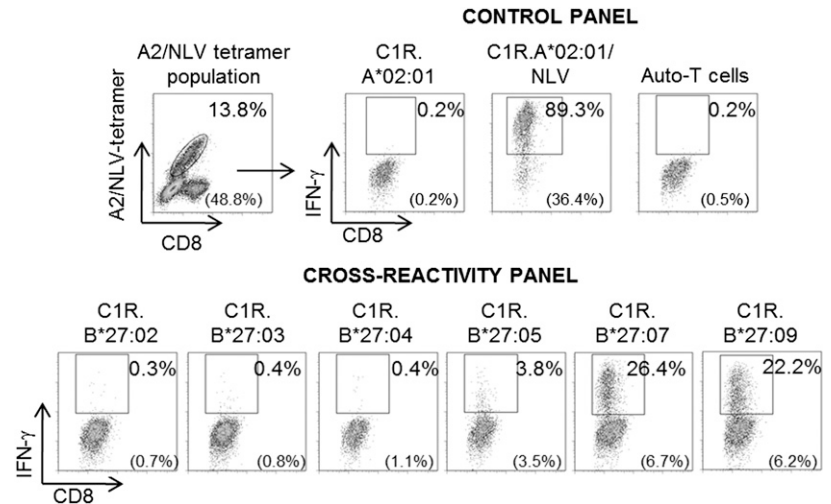 CONTROL PANEL
A2/NLV tetramer
population
C1R.
A*02:01
C1R.A*02:01/
NLV
Auto-T cells
13.8%
0.2%
89.3%
0.2%
A2/NLV-tetramer
IFN-γ
(48.8%)
(0.2%)
(36.4%)
(0.5%)
CD8
CD8
CROSS-REACTIVITY PANEL
C1R.
B*27:02
C1R.
B*27:03
C1R.
B*27:04
C1R.
B*27:05
C1R.
B*27:07
C1R.
B*27:09
0.3%
0.4%
0.4%
3.8%
26.4%
22.2%
IFN-γ
(0.7%)
(0.8%)
(1.1%)
(3.5%)
(6.7%)
(6.2%)
CD8